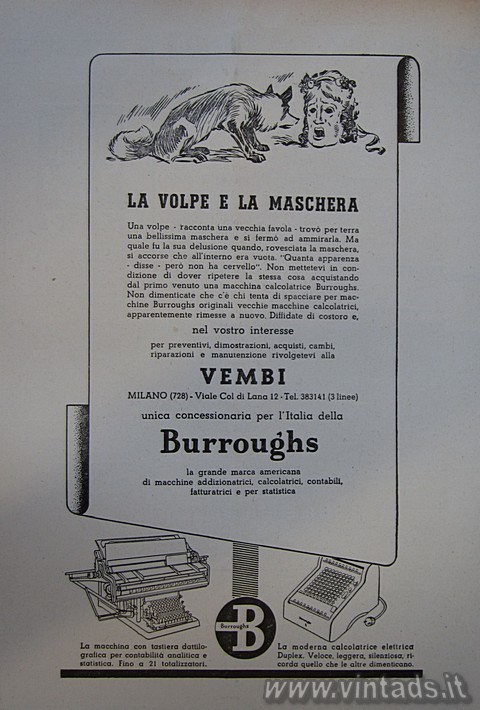 LA VOLPE E LA MASCHERA
Una volpe - racconta una vecchia favola - trovò per terra
una bellissima maschera e si fermò ad ammirarla. Ma
quale fu la sua delusione quando, rovesciata la maschera,
si accorse che all'interno era vuota. "Quanta apparenza
- disse - però non ha cervello". Non mettetevi in con-
dizione di dover ripetere la stessa cosa acquistando
dal primo venuto una macchina calcolatrice Burroughs.
Non dimenticate che c'è chi tenta di spacciare per mac-
chine Burroughs originali vecchie macchine calcolatrici,
apparentemente rimesse a nuovo. Diffidate di costoro e,
nel vostro interesse
per preventivi, dimostrazioni, acquisti, cambi,
riparazioni e manutenzione rivolgetevi alla
VEMBI
MILANO (728) - Viale Col di Lana 12 - Tel. 383141 (3 linee)
unica concessionaria per l'Italia della
Burroughs
la grande marca americana
di macchine addizionatrici, calcolatrici, contabili,
fatturatrici e per statistica
Burroughs
B
La macchina con tastiera dattilo-
grafica per contabilità analitica e
statistica. Fino a 21 totalizzatori.
La moderna calcolatrice elettrica
Duplex. Veloce, leggera, silenziosa, ri-
corda quello che le altre dimenticano.
www.vintads.it